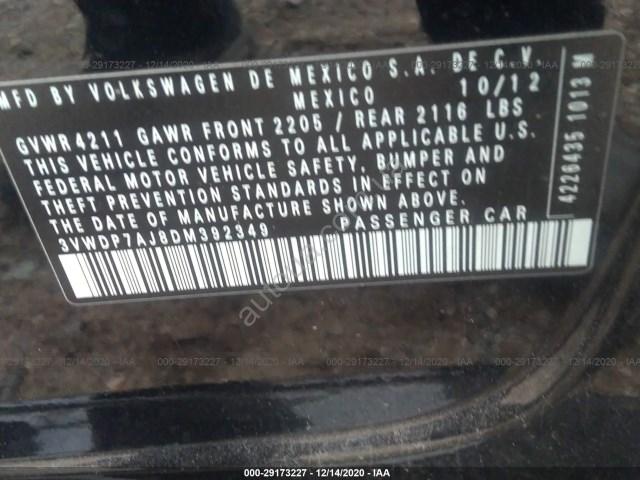 MFD BY VOLKSWAGEN DE MEXICO S.A. DE C.V.
MEXICO 10/12
GVWR 4211 GAWR FRONT 2205 / REAR 2116 LBS
THIS VEHICLE CONFORMS TO ALL APPLICABLE U.S.
FEDERAL MOTOR VEHICLE SAFETY, BUMPER AND
THEFT PREVENTION STANDARDS IN EFFECT ON
THE DATE OF MANUFACTURE SHOWN ABOVE.
3VWDP7AJ8DM392349 PASSENGER CAR
4226435 1013 M
000-29173227 - 12/14/2020 - IAA